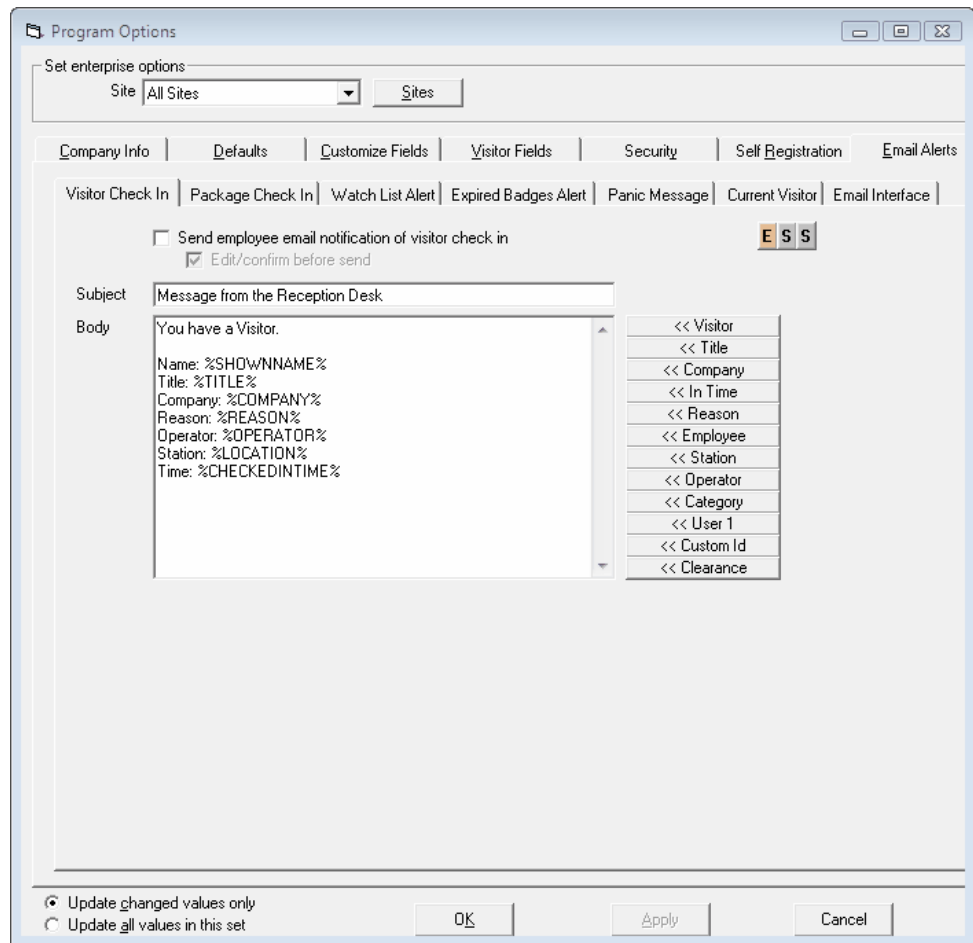 Program Options
Set enterprise options
Site All Sites Sites
Company Info Defaults Customize Fields Visitor Fields Security Self Registration Email Alerts
Visitor Check In Package Check In Watch List Alert Expired Badges Alert Panic Message Current Visitor Email Interface
Send employee email notification of visitor check in E S S
Edit/confirm before send
Subject Message from the Reception Desk
Body You have a Visitor. << Visitor
<< Title
Name: %SHOWNNAME%
Title: %TITLE% << Company
Company: %COMPANY% << In Time
Reason: %REASON% << Reason
Operator: %OPERATOR% << Employee
Station: %LOCATION% << Station
Time: %CHECKEDINTIME% << Operator
<< Category
<< User 1
<< Custom Id
<< Clearance
Update changed values only
Update all values in this set
OK Apply Cancel